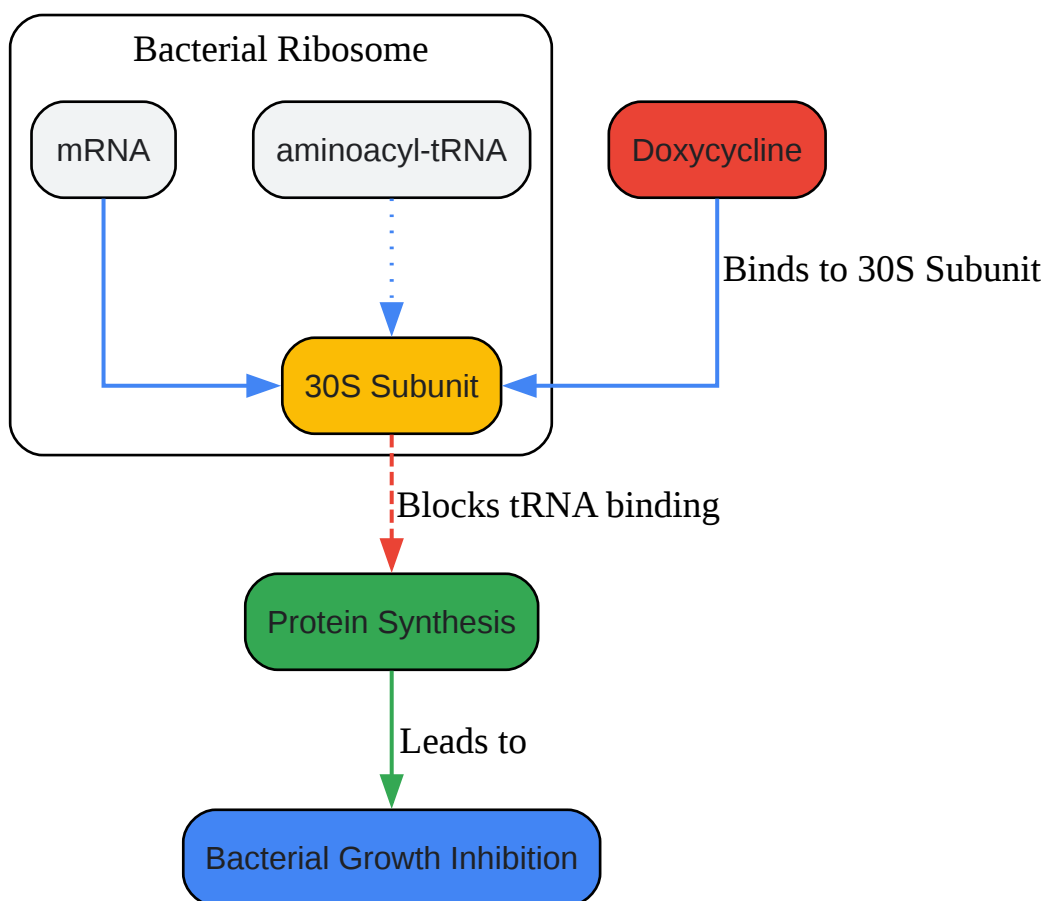 Bacterial Ribosome
mRNA
aminoacyl-tRNA
Doxycycline
Binds to 30S Subunit
30S Subunit
Blocks tRNA binding
Protein Synthesis
Leads to
Bacterial Growth Inhibition